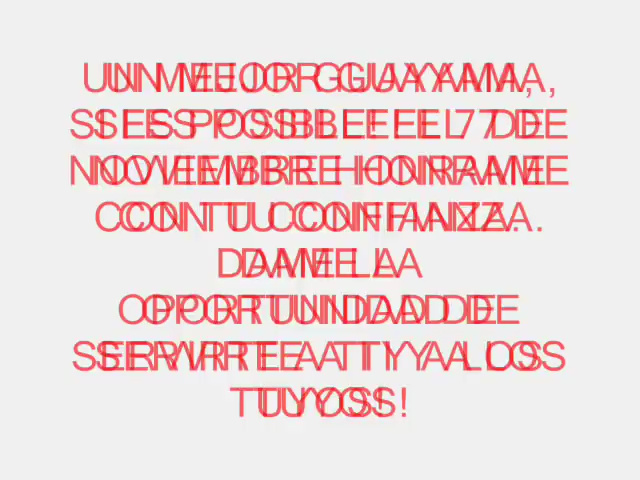 UN MEJOR GUAYAMA,
SI ES POSIBLE! EL 7 DE
NOVIEMBRE HONRAME
CON TU CONFIANZA.
DAME LA
OPORTUNIDAD DE
SERVIRTE A TI Y A LOS
TUYOS!